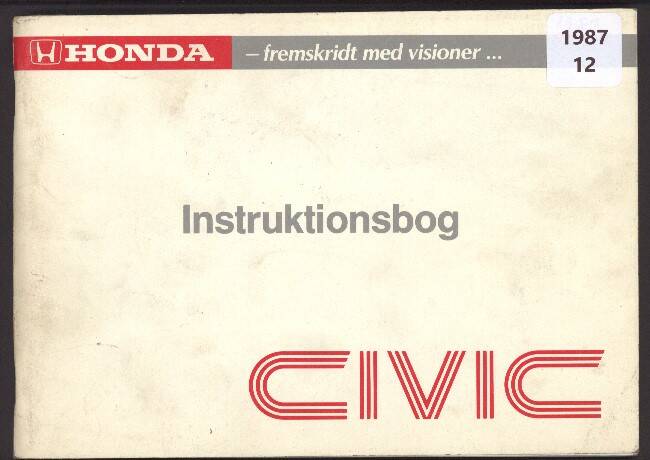 HONDA – fremskridt med visioner ...
1987
12
Instruktionsbog
CIVIC